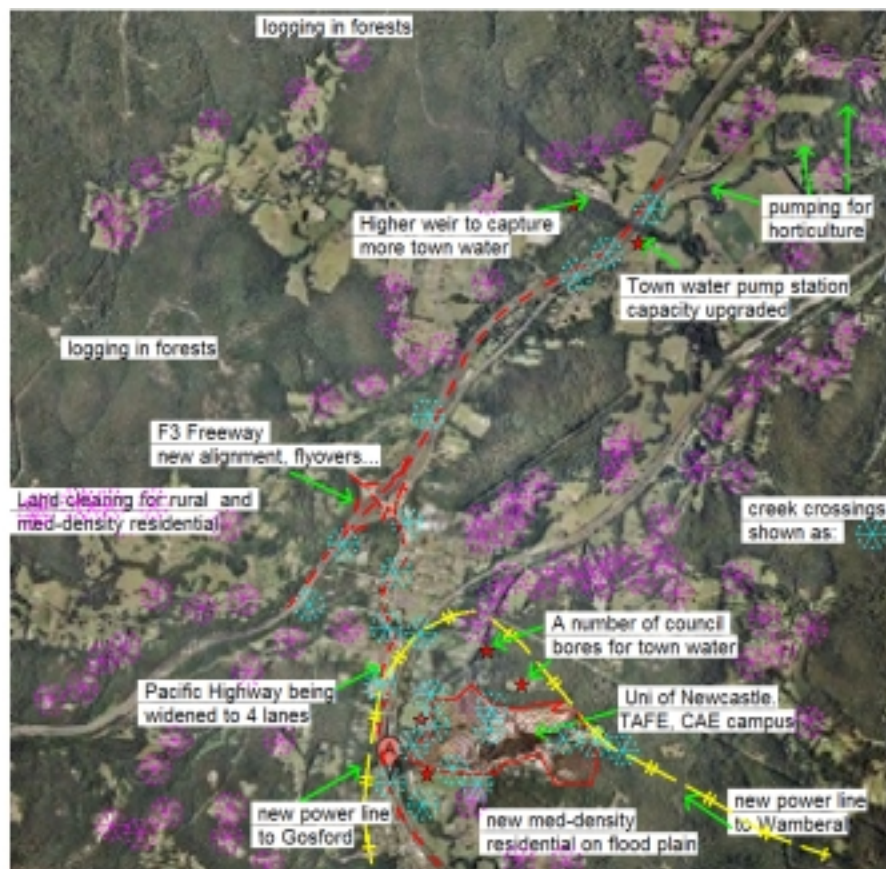 logging in forests
Higher weir to capture
more town water
pumping for
horticulture
Town water pump station
capacity upgraded
logging in forests
F3 Freeway
new alignment, flyovers...
Land clearing for rural and
med-density residential
creek crossings
shown as:
A number of council
bores for town water
Pacific Highway being
widened to 4 lanes
Uni of Newcastle,
TAFE, CAE campus
new power line
to Gosford
new med-density
residential on flood plain
new power line
to Wamberal
A